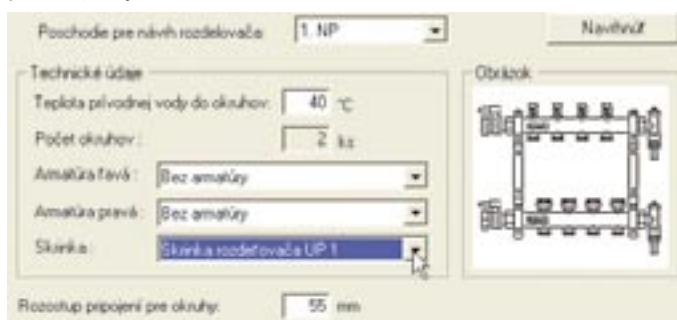 Poschodie pre návrh rozdeľovača: 1. NP Navrhnúť
Technické údaje Obrázok
Teplota prívodnej vody do okruhov: 40 °C
Počet okruhov: 2 ks
Armatúra ľavá: Bez armatúry
Armatúra pravá: Bez armatúry
Skrinka: Skrinka rozdeľovača UP 1
Rozostup pripojení pre okruhy: 55 mm